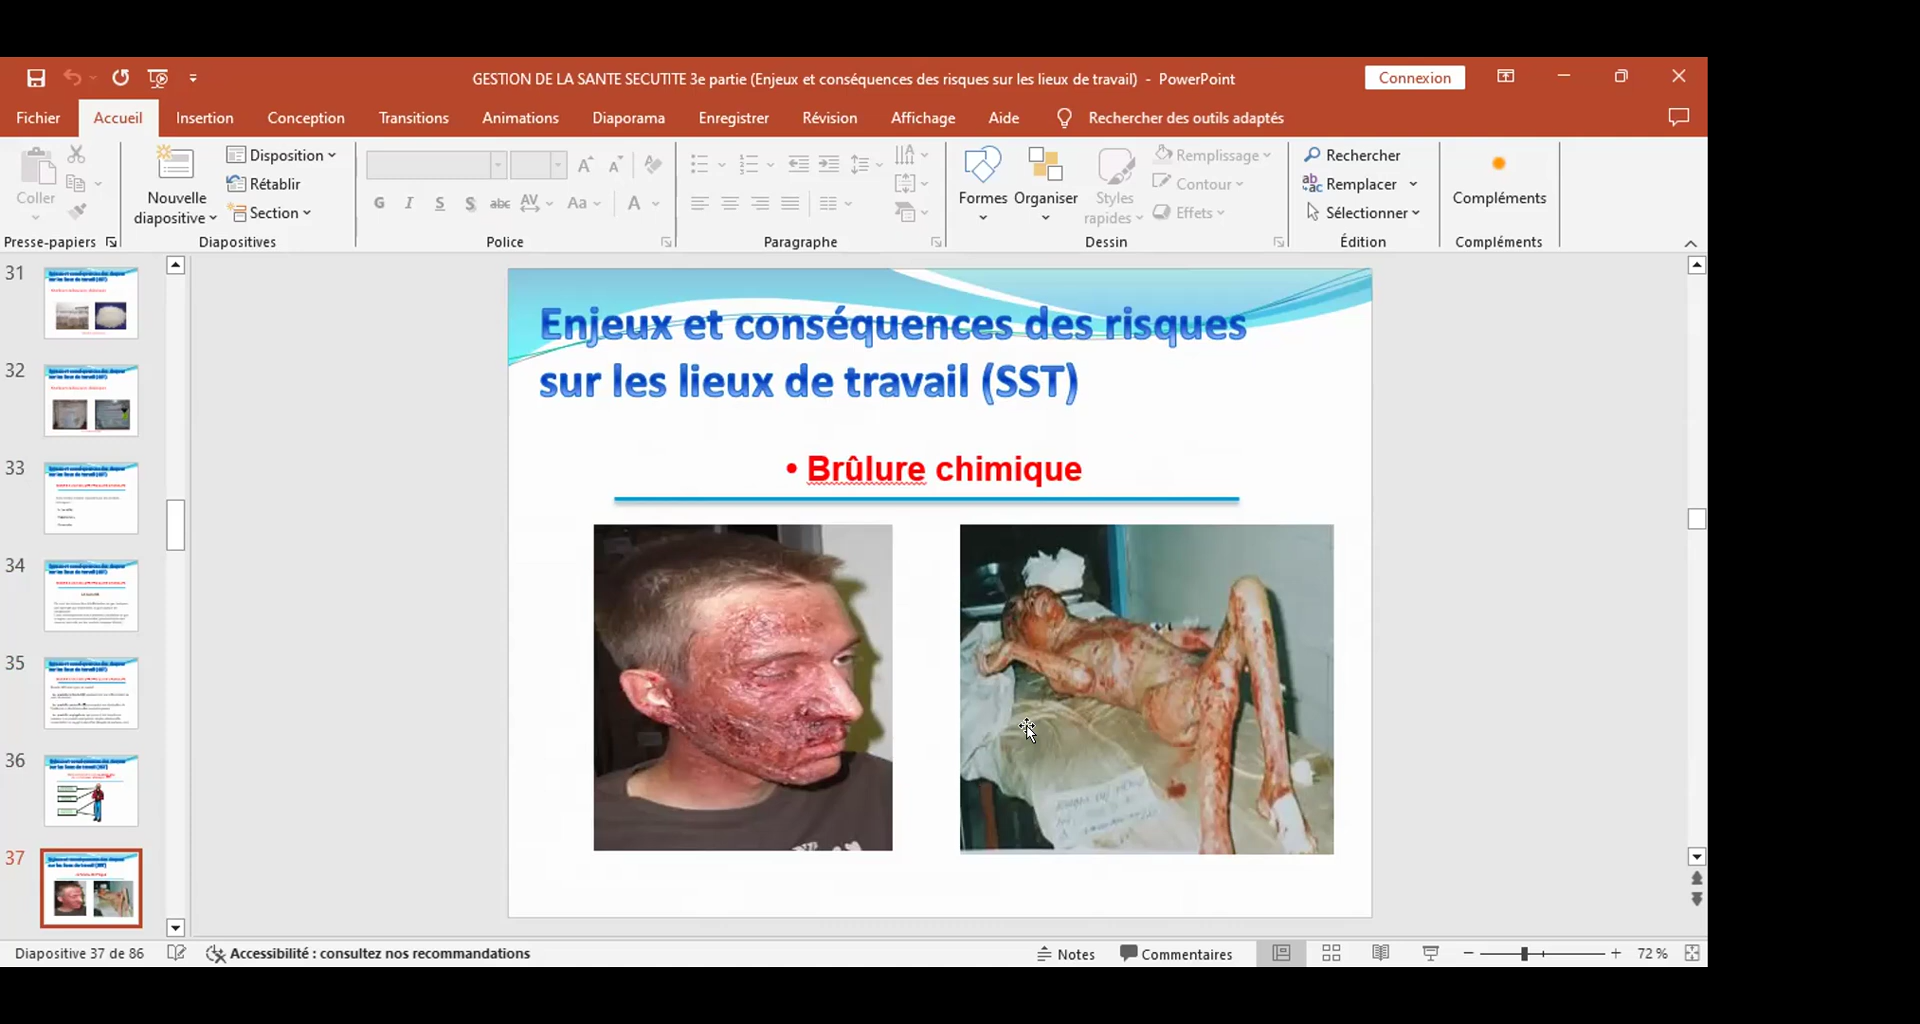 GESTION DE LA SANTE SECUTITE 3e partie (Enjeux et conséquences des risques sur les lieux de travail) - PowerPoint
Connexion
Fichier Accueil Insertion Conception Transitions Animations Diaporama Enregistrer Révision Affichage Aide Rechercher des outils adaptés
Coller
Presse-papiers
Nouvelle diapositive
Disposition
Rétablir
Section
Diapositives
G I S S abc AV Aa A
Police
Paragraphe
Formes
Organiser
Styles rapides
Remplissage
Contour
Effets
Dessin
Rechercher
Remplacer
Sélectionner
Édition
Compléments
Compléments
31
32
33
34
35
36
37
Enjeux et conséquences des risques
sur les lieux de travail (SST)
• Brûlure chimique
Diapositive 37 de 86
Accessibilité : consultez nos recommandations
Notes
Commentaires
72 %